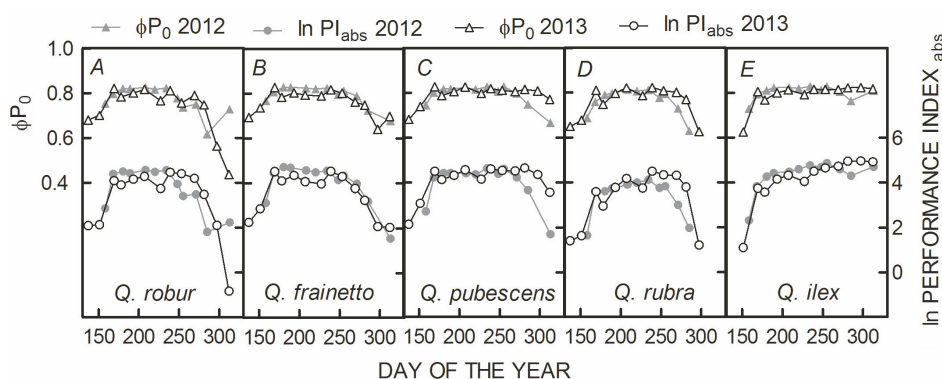 ϕP₀ 2012 ln PIabs 2012 ϕP₀ 2013 ln PIabs 2013
1.0
0.8
0.6
0.4
ϕP₀
A B C D E
6
4
2
0
ln PERFORMANCE INDEX abs
Q. robur Q. frainetto Q. pubescens Q. rubra Q. ilex
150 200 250 300 150 200 250 300 150 200 250 300 150 200 250 300 150 200 250 300
DAY OF THE YEAR